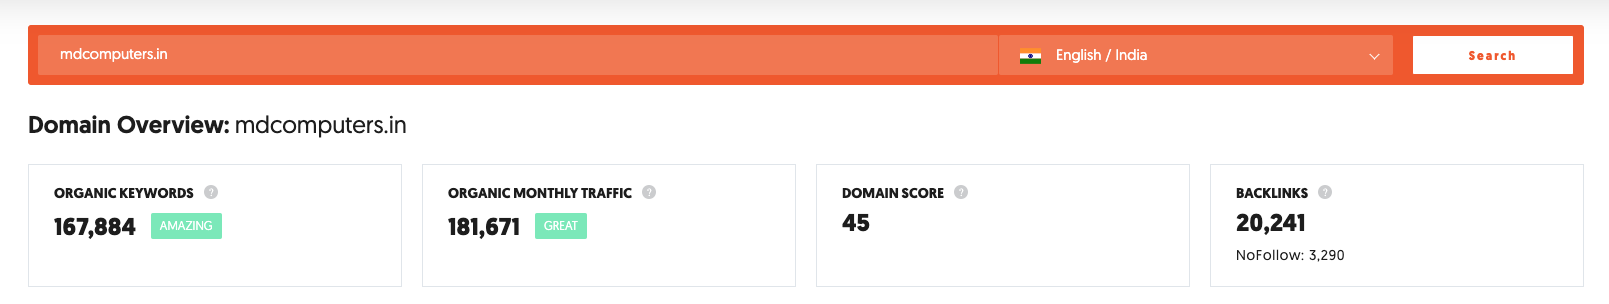 mdcomputers.in
English / India
Search
Domain Overview: mdcomputers.in
ORGANIC KEYWORDS ?
167,884 AMAZING
ORGANIC MONTHLY TRAFFIC ?
181,671 GREAT
DOMAIN SCORE ?
45
BACKLINKS ?
20,241
NoFollow: 3,290